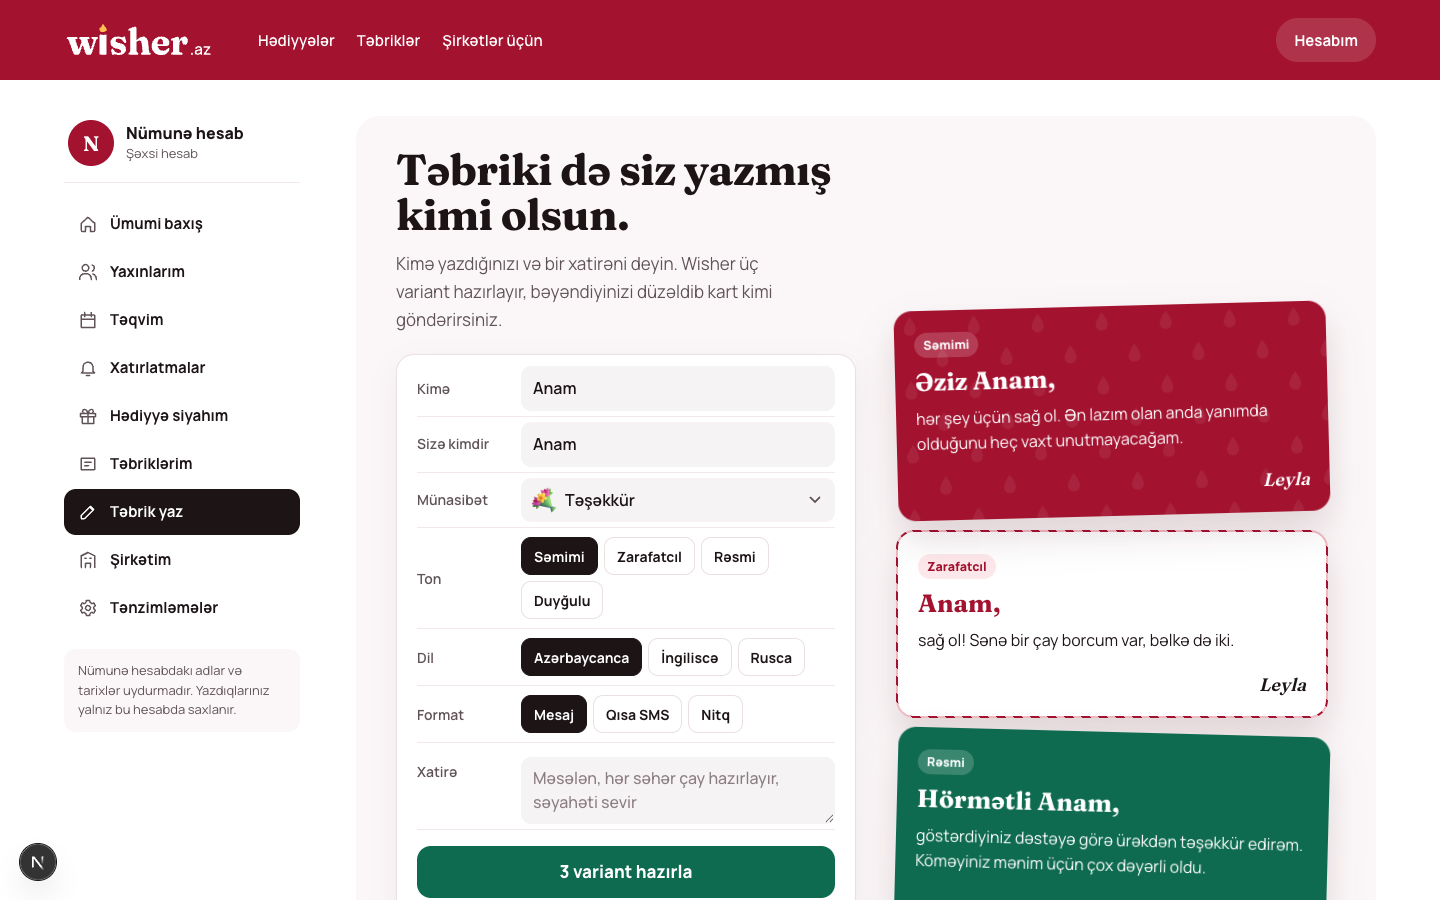 wisher.az
Hədiyyələr
Təbriklər
Şirkətlər üçün
Hesabım
N
Nümunə hesab
Şəxsi hesab
Ümumi baxış
Yaxınlarım
Təqvim
Xatırlatmalar
Hədiyyə siyahım
Təbriklərim
Təbrik yaz
Şirkətim
Tənzimləmələr
Nümunə hesabdakı adlar və
tarixlər uydurmadır. Yazdıqlarınız
yalnız bu hesabda saxlanır.
N
Təbriki də siz yazmış
kimi olsun.
Kimə yazdığınızı və bir xatirəni deyin. Wisher üç
variant hazırlayır, bəyəndiyinizi düzəldib kart kimi
göndərirsiniz.
Kimə
Anam
Sizə kimdir
Anam
Münasibət
Təşəkkür
Ton
Səmimi
Zarafatcıl
Rəsmi
Duyğulu
Dil
Azərbaycanca
İngiliscə
Rusca
Format
Mesaj
Qısa SMS
Nitq
Xatirə
Məsələn, hər səhər çay hazırlayır,
səyahəti sevir
3 variant hazırla
Səmimi
Əziz Anam,
hər şey üçün sağ ol. Ən lazım olan anda yanımda
olduğunu heç vaxt unutmayacağam.
Leyla
Zarafatcıl
Anam,
sağ ol! Sənə bir çay borcum var, bəlkə də iki.
Leyla
Rəsmi
Hörmətli Anam,
göstərdiyiniz dəstəyə görə ürəkdən təşəkkür edirəm.
Köməyiniz mənim üçün çox dəyərli oldu.